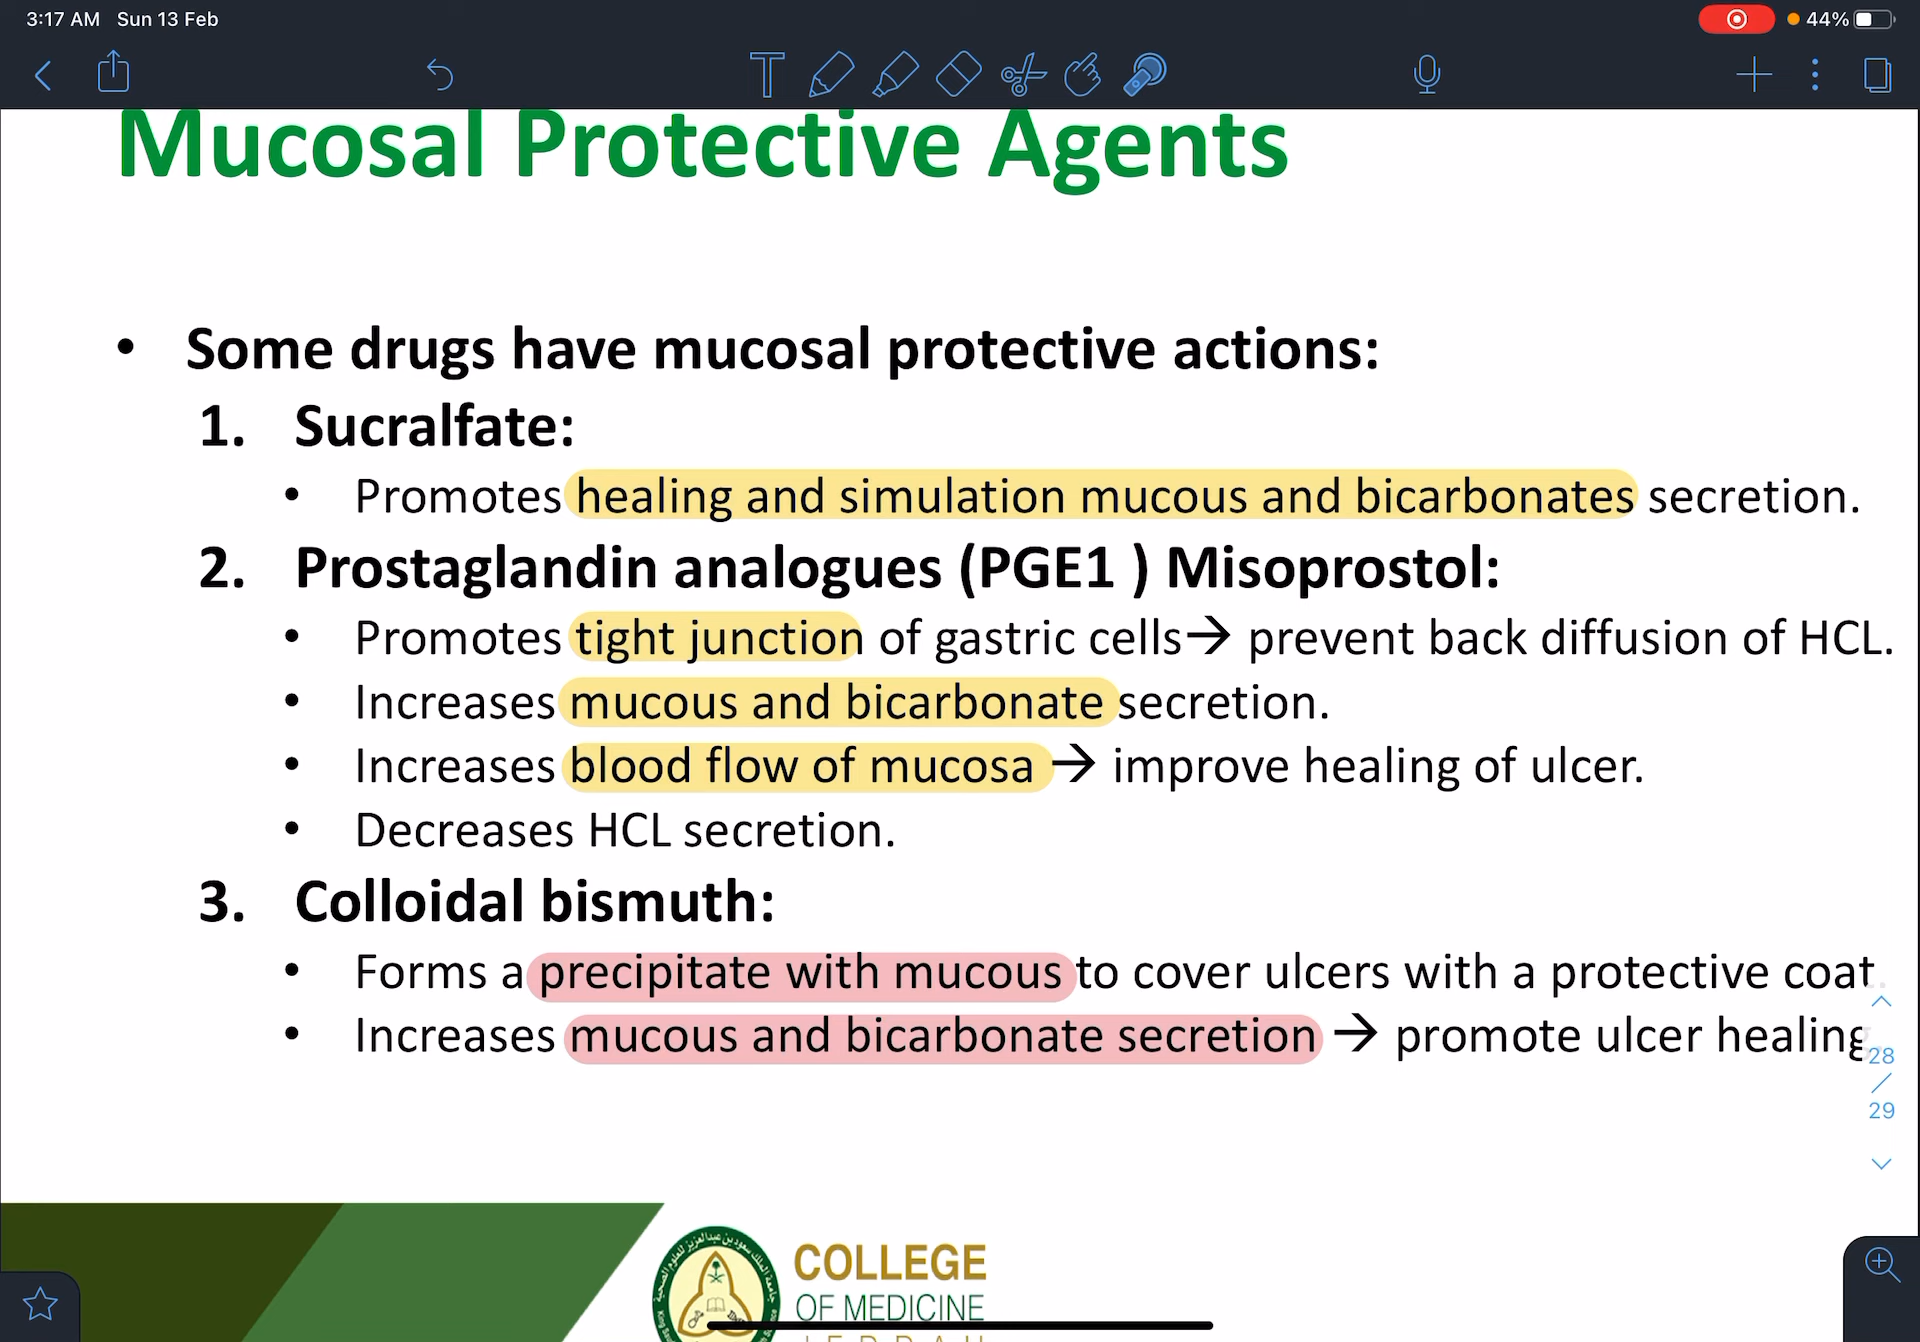 3:17 AM Sun 13 Feb
44%
Mucosal Protective Agents
• Some drugs have mucosal protective actions:
1. Sucralfate:
• Promotes healing and simulation mucous and bicarbonates secretion.
2. Prostaglandin analogues (PGE1 ) Misoprostol:
• Promotes tight junction of gastric cells→ prevent back diffusion of HCL.
• Increases mucous and bicarbonate secretion.
• Increases blood flow of mucosa → improve healing of ulcer.
• Decreases HCL secretion.
3. Colloidal bismuth:
• Forms a precipitate with mucous to cover ulcers with a protective coat.
• Increases mucous and bicarbonate secretion → promote ulcer healing.
28
/
29
COLLEGE
OF MEDICINE
JEDDAH